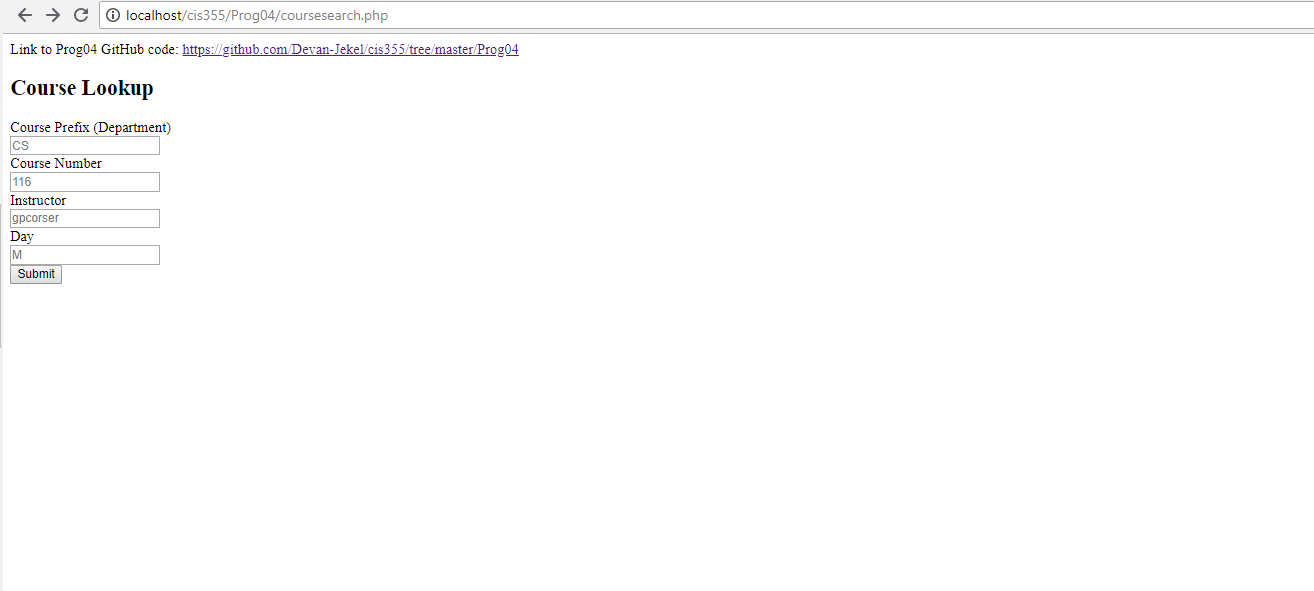 localhost/cis355/Prog04/coursesearch.php
Link to Prog04 GitHub code: https://github.com/Devan-Jekel/cis355/tree/master/Prog04
Course Lookup
Course Prefix (Department)
CS
Course Number
116
Instructor
gpcorser
Day
M
Submit